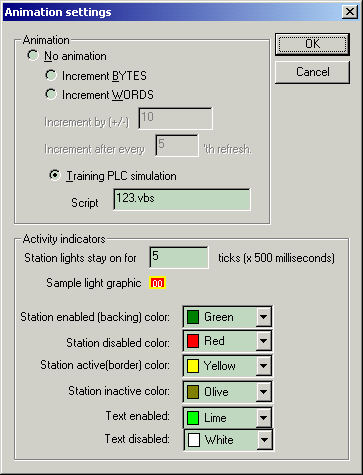 Animation settings
Animation
No animation
OK
Increment BYTES
Cancel
Increment WORDS
Increment by (+/-) 10
Increment after every 5 'th refresh.
Training PLC simulation
Script 123.vbs
Activity indicators
Station lights stay on for 5 ticks (x 500 milliseconds)
Sample light graphic 00
Station enabled (backing) color: Green
Station disabled color: Red
Station active(border) color: Yellow
Station inactive color: Olive
Text enabled: Lime
Text disabled: White